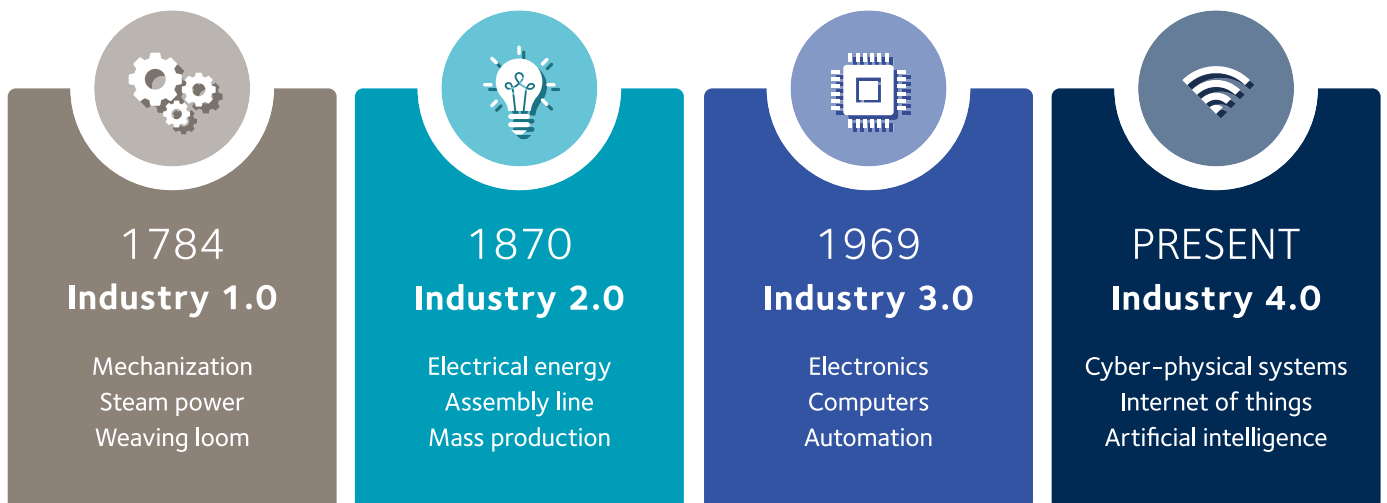 1784
Industry 1.0
Mechanization
Steam power
Weaving loom
1870
Industry 2.0
Electrical energy
Assembly line
Mass production
1969
Industry 3.0
Electronics
Computers
Automation
PRESENT
Industry 4.0
Cyber-physical systems
Internet of things
Artificial intelligence